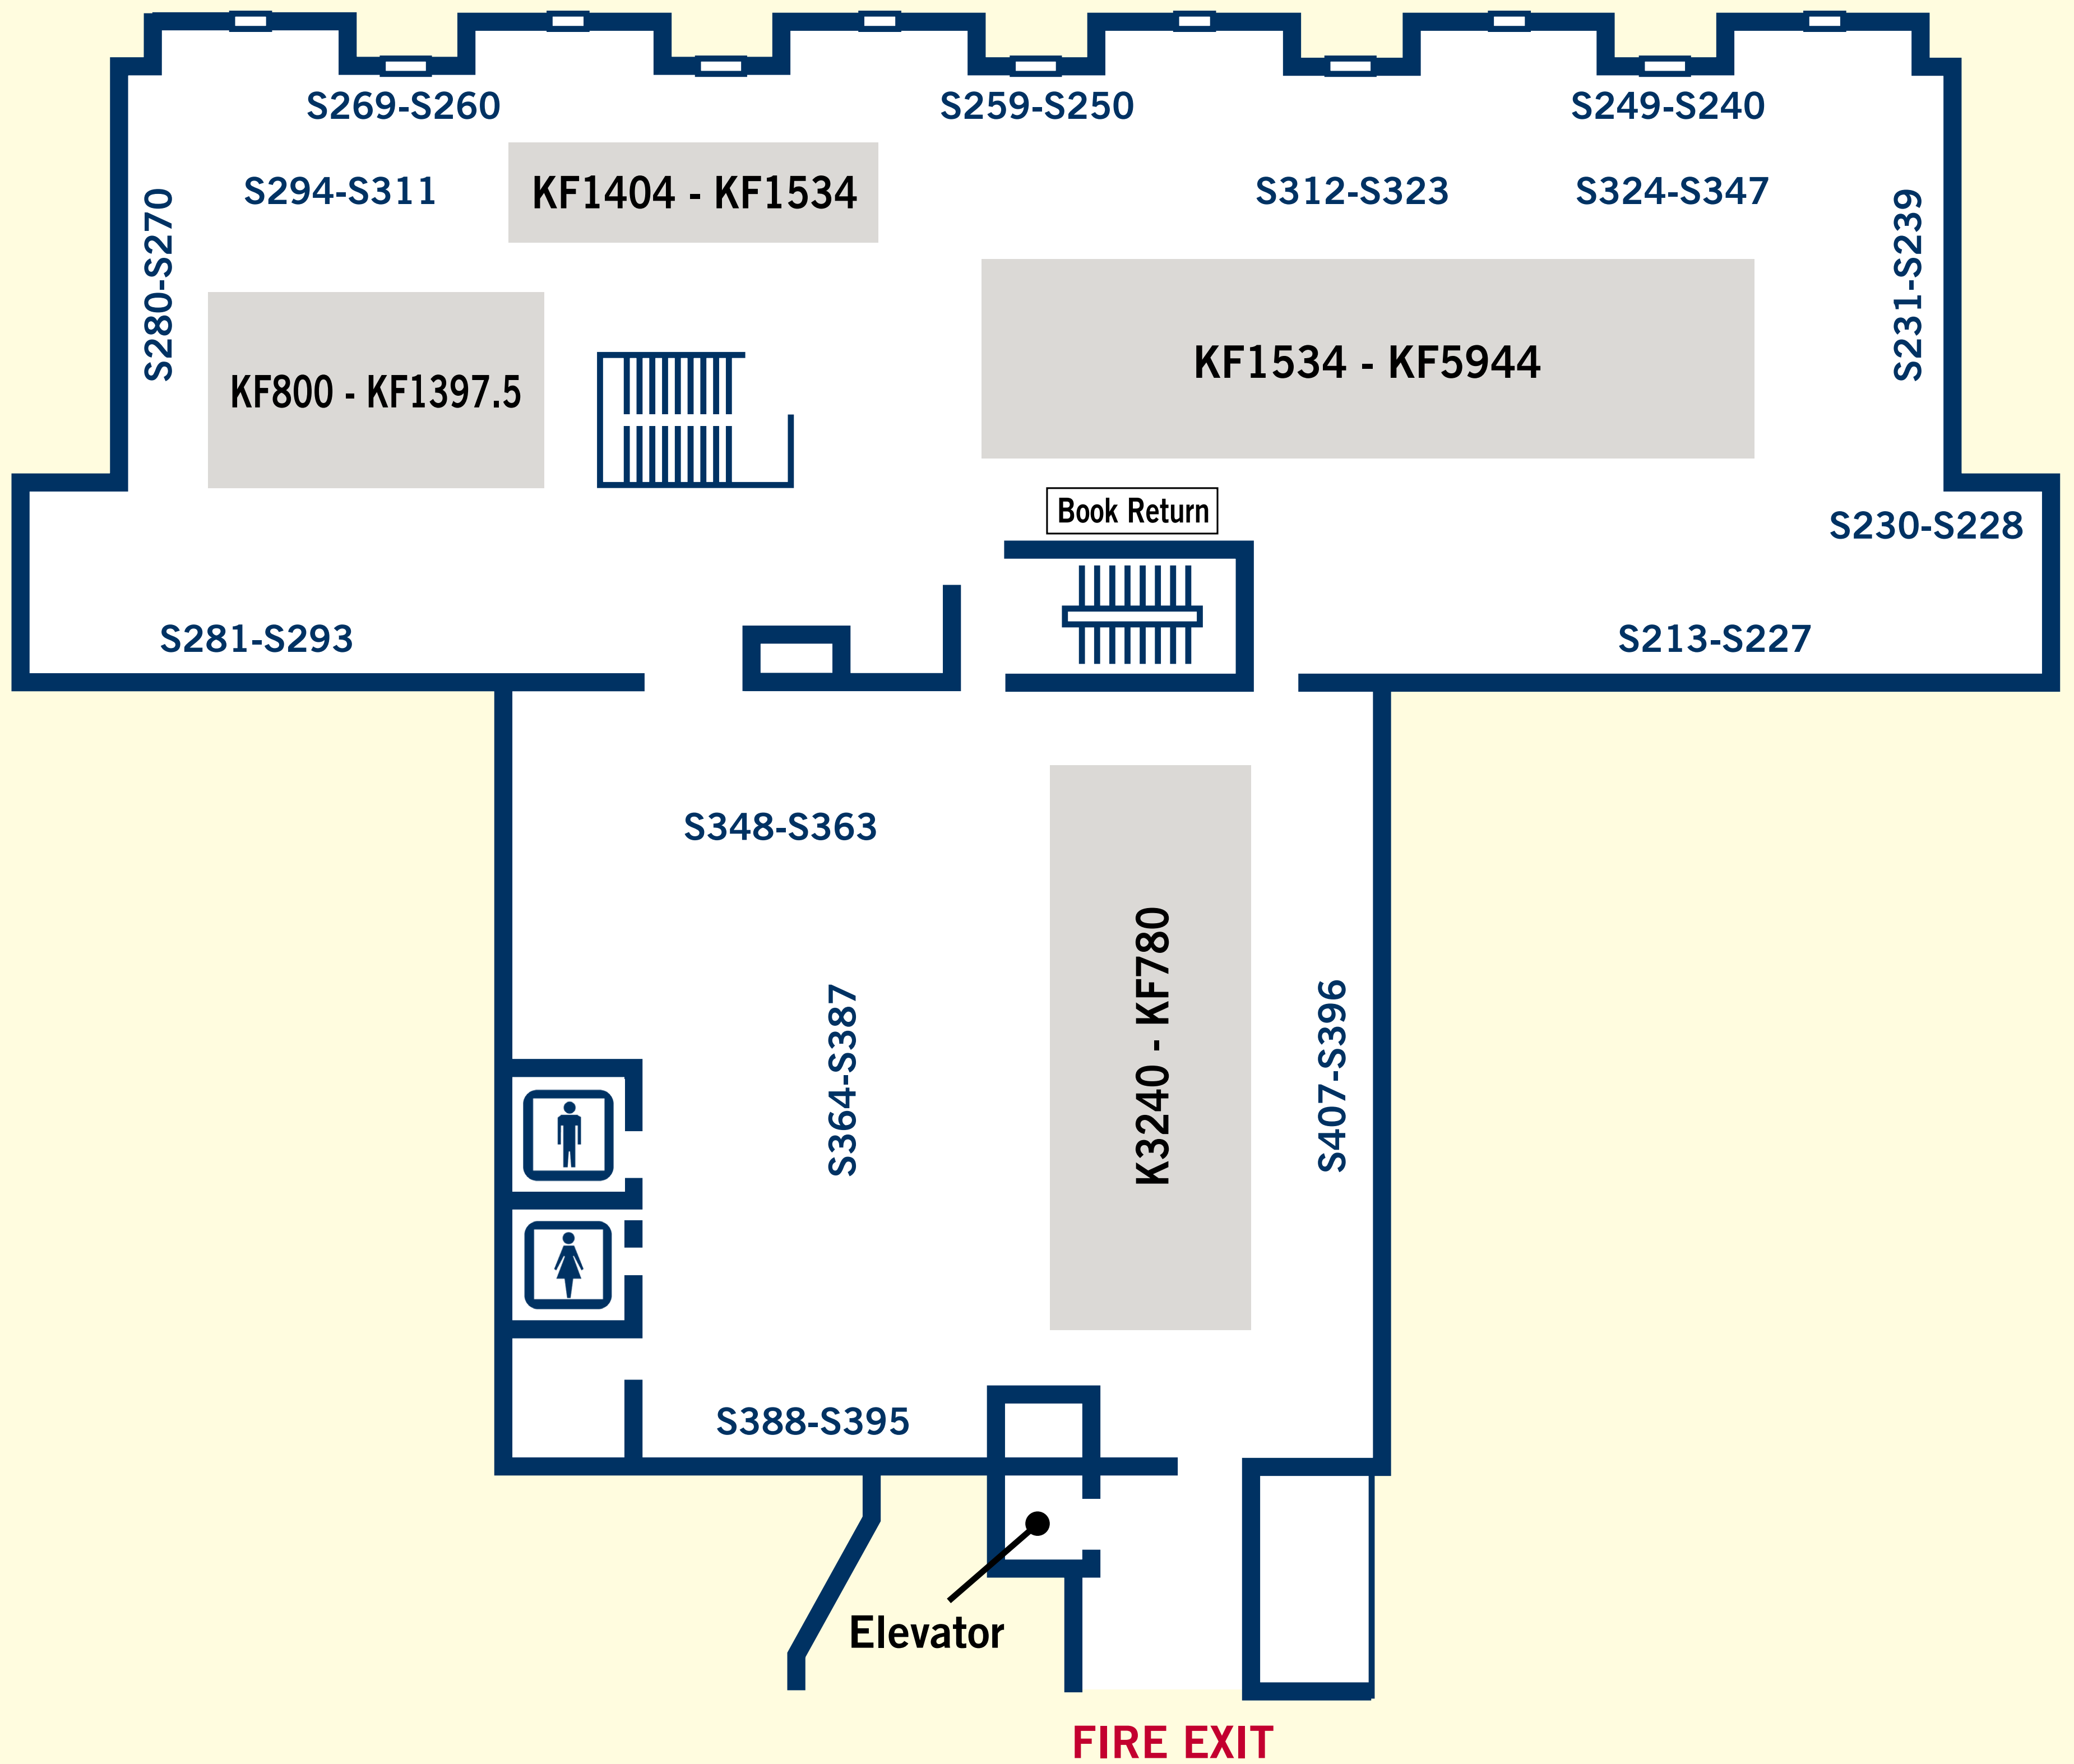 S269-S260
S259-S250
S249-S240
S294-S311
KF1404 - KF1534
S312-S323
S324-S347
S280-S270
S231-S239
KF800 - KF1397.5
KF1534 - KF5944
Book Return
S230-S228
S281-S293
S213-S227
S348-S363
S364-S387
K3240 - KF780
S407-S396
S388-S395
Elevator
FIRE EXIT